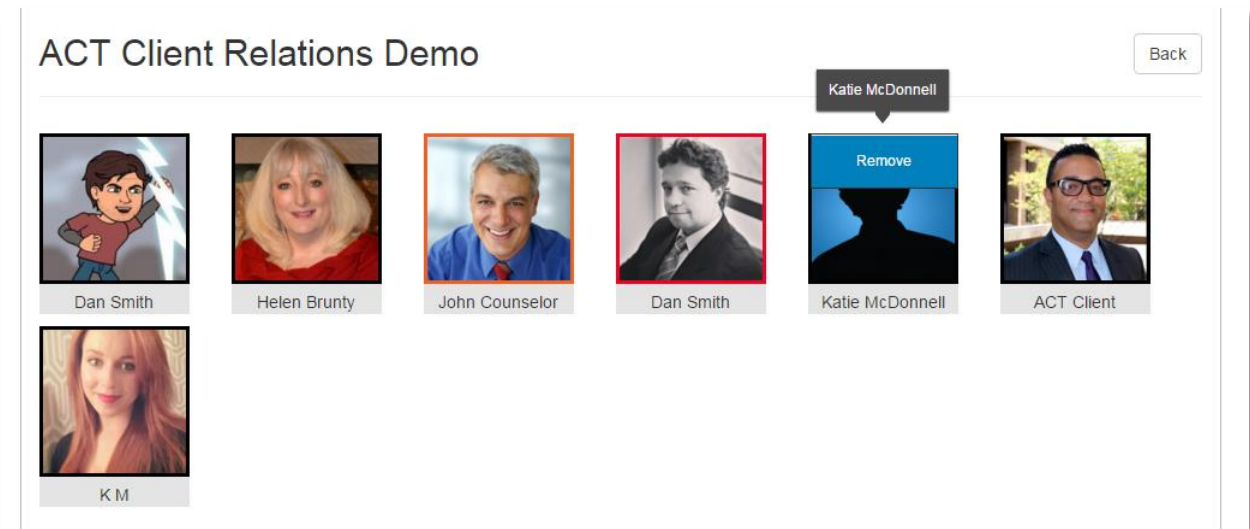 ACT Client Relations Demo
Back
Katie McDonnell
Remove
Dan Smith
Helen Brunty
John Counselor
Dan Smith
Katie McDonnell
ACT Client
K M